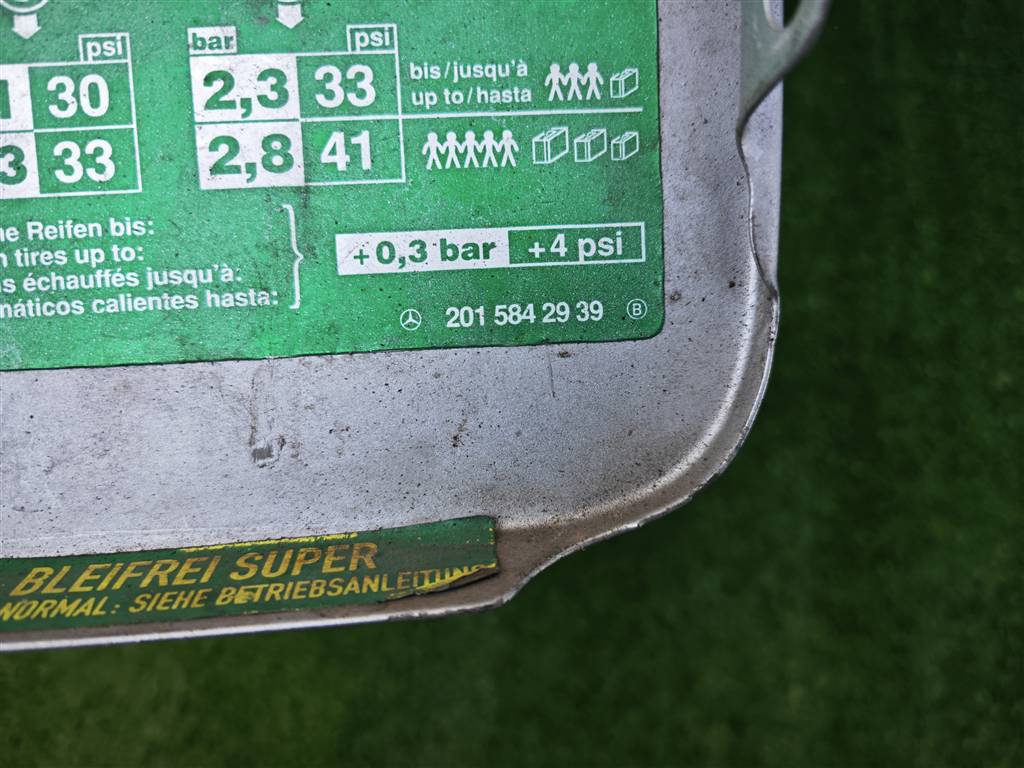 psi
bar psi
30
2,3 33 bis/jusqu'à
up to/hasta
3 33
2,8 41
Reifen bis:
tires up to:
échauffés jusqu'à:
calientes hasta:
+0,3 bar +4 psi
201 584 29 39 B
BLEIFREI SUPER
NORMAL: SIEHE BETRIEBSANLEITUNG